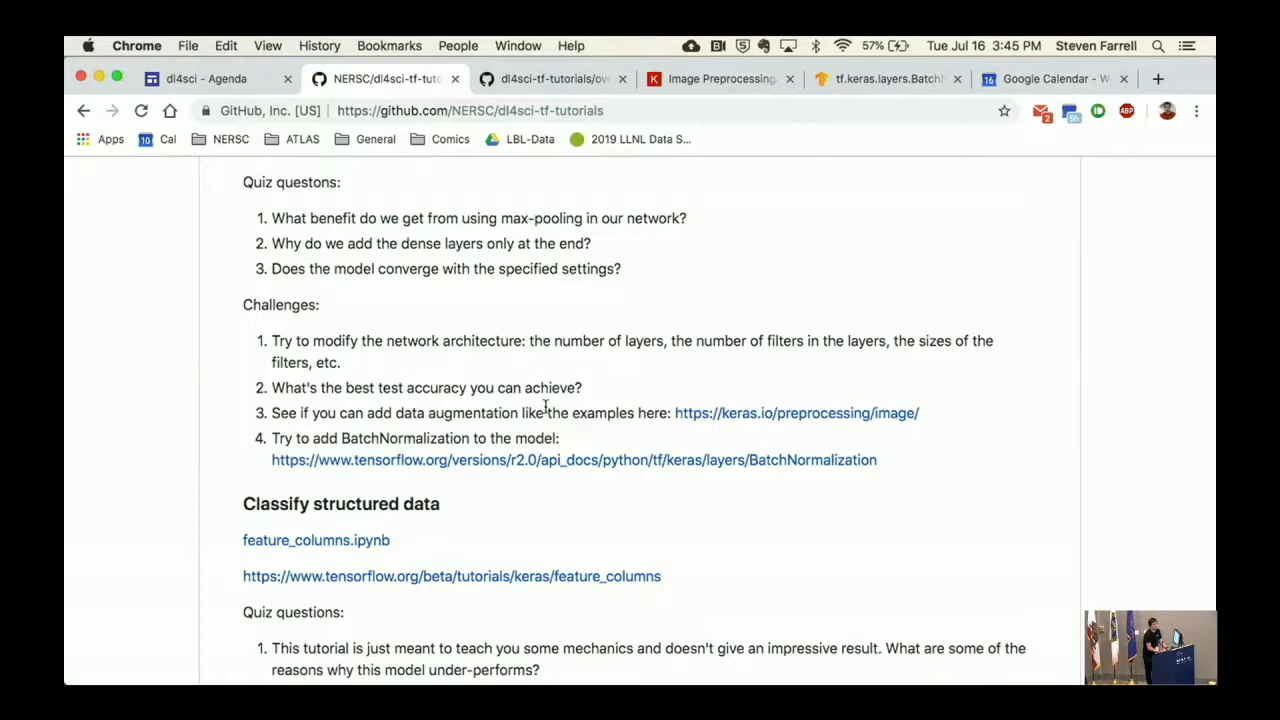 Chrome File Edit View History Bookmarks People Window Help 57% Tue Jul 16 3:45 PM Steven Farrell
dl4sci - Agenda NERSC/dl4sci-tf-tuto dl4sci-tf-tutorials/ov Image Preprocessing tf.keras.layers.Batch Google Calendar - W
GitHub, Inc. [US] https://github.com/NERSC/dl4sci-tf-tutorials
Apps Cal NERSC ATLAS General Comics LBL-Data 2019 LLNL Data S...
Quiz questons:
1. What benefit do we get from using max-pooling in our network?
2. Why do we add the dense layers only at the end?
3. Does the model converge with the specified settings?
Challenges:
1. Try to modify the network architecture: the number of layers, the number of filters in the layers, the sizes of the
filters, etc.
2. What's the best test accuracy you can achieve?
3. See if you can add data augmentation like the examples here: https://keras.io/preprocessing/image/
4. Try to add BatchNormalization to the model:
https://www.tensorflow.org/versions/r2.0/api_docs/python/tf/keras/layers/BatchNormalization
Classify structured data
feature_columns.ipynb
https://www.tensorflow.org/beta/tutorials/keras/feature_columns
Quiz questions:
1. This tutorial is just meant to teach you some mechanics and doesn't give an impressive result. What are some of the
reasons why this model under-performs?